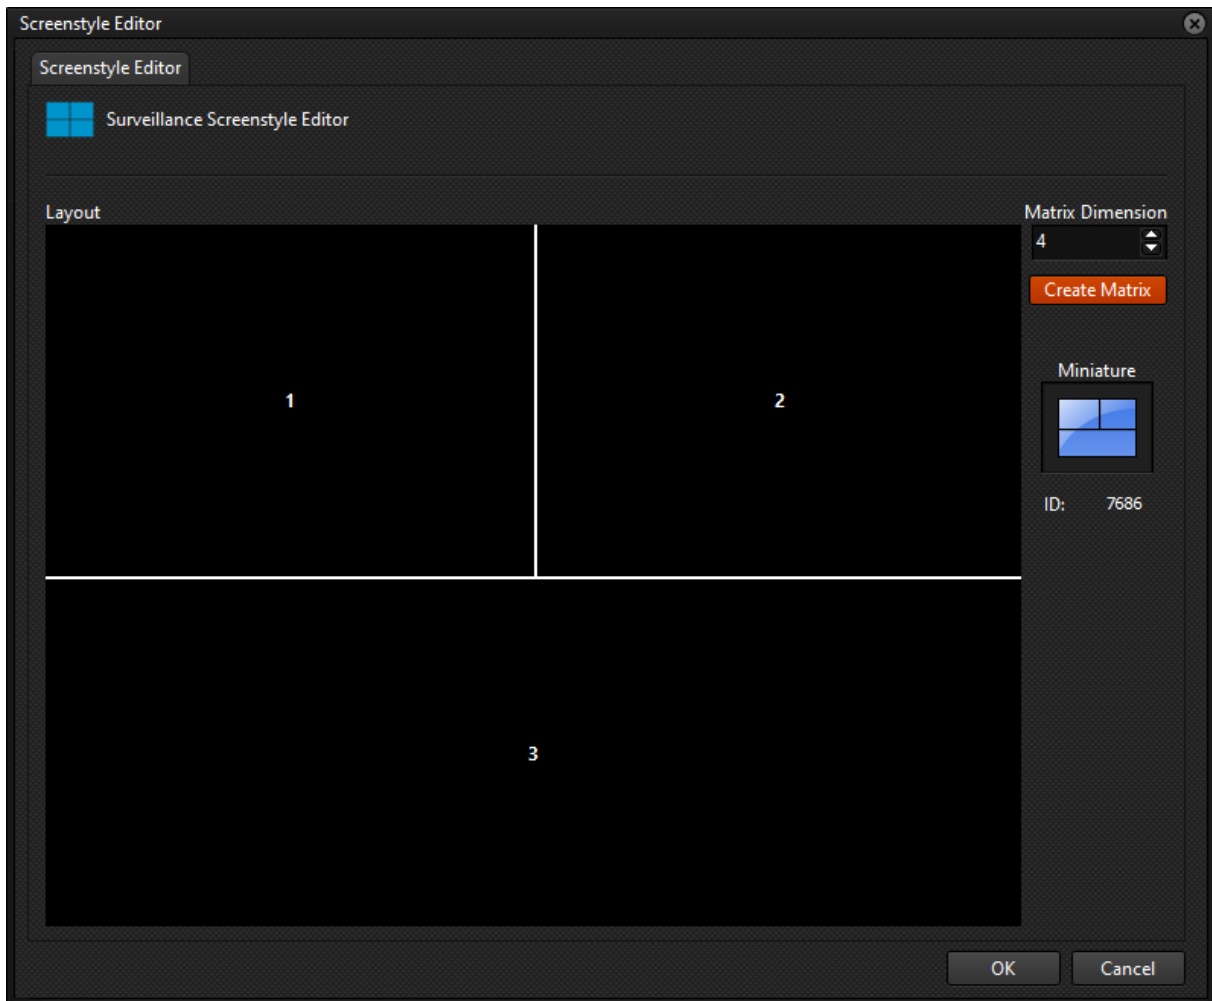 Screenstyle Editor
Screenstyle Editor
Surveillance Screenstyle Editor
Layout
Matrix Dimension
4
Create Matrix
1
2
Miniature
ID: 7686
3
OK Cancel